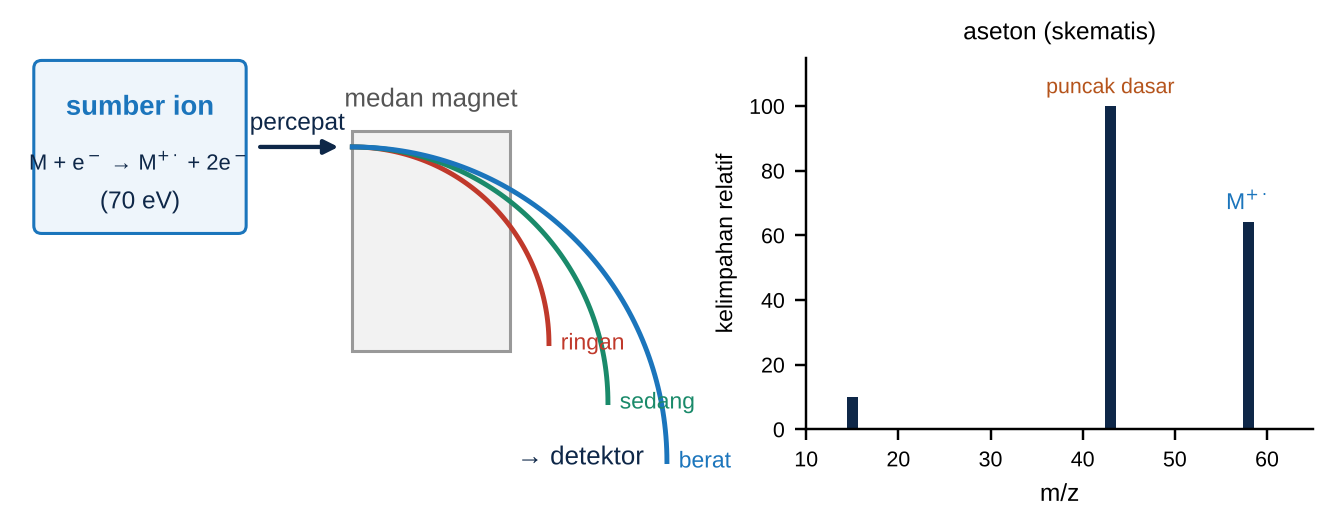 sumber ion
M + e⁻ → M⁺˙ + 2e⁻
(70 eV)
percepat
medan magnet
ringan
sedang
berat
→ detektor
aseton (skematis)
puncak dasar
M⁺˙
kelimpahan relatif
100
80
60
40
20
0
10 20 30 40 50 60
m/z